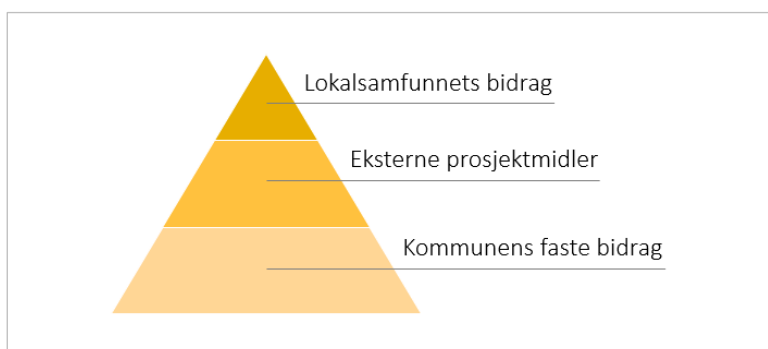 Lokalsamfunnets bidrag
Eksterne prosjektmidler
Kommunens faste bidrag